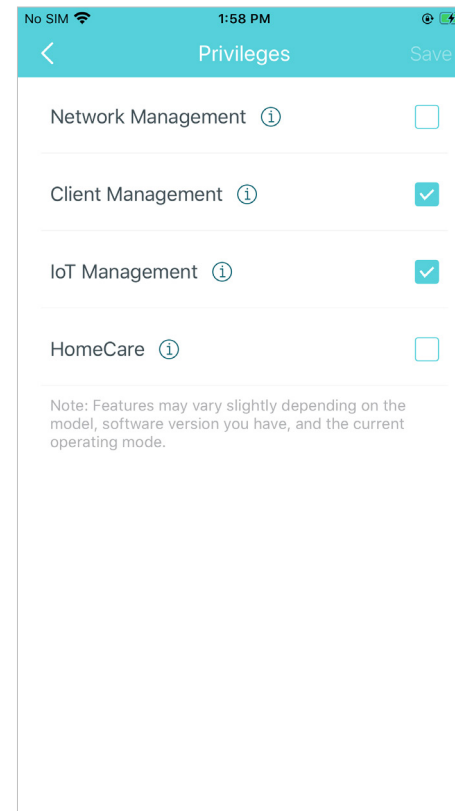 No SIM 1:58 PM
Privileges Save
Network Management
Client Management
IoT Management
HomeCare
Note: Features may vary slightly depending on the
model, software version you have, and the current
operating mode.